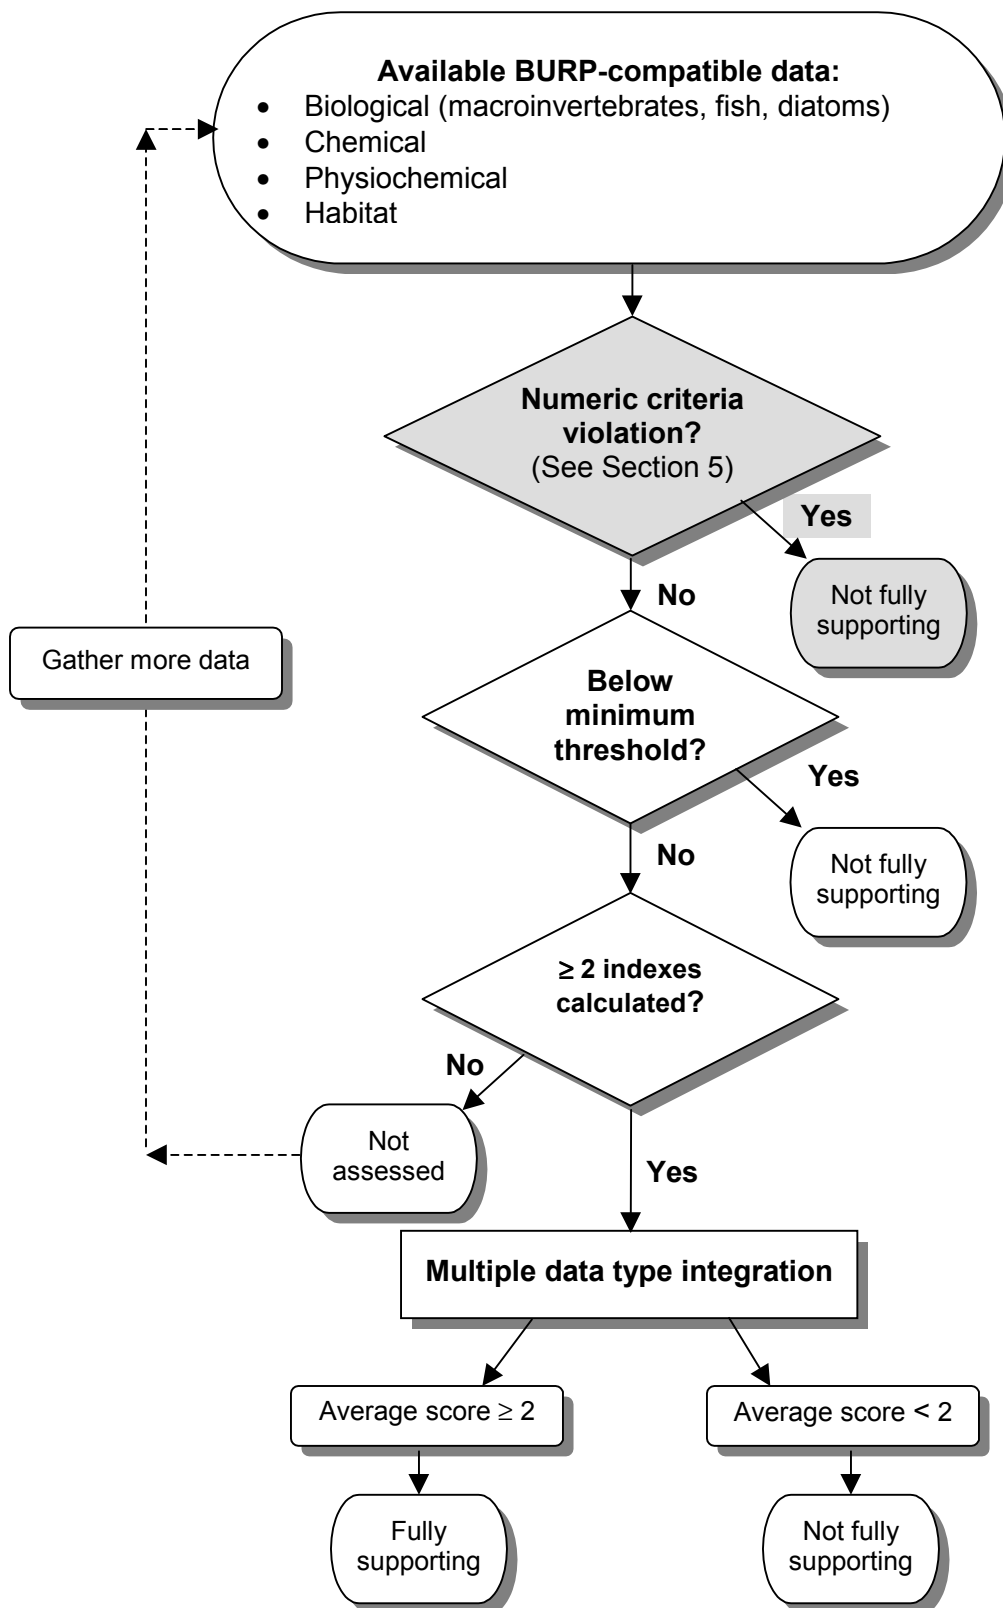 Available BURP-compatible data:
• Biological (macroinvertebrates, fish, diatoms)
• Chemical
• Physiochemical
• Habitat
Numeric criteria
violation?
(See Section 5)
Yes
Not fully
supporting
No
Gather more data
Below
minimum
threshold?
Yes
Not fully
supporting
No
≥ 2 indexes
calculated?
No
Not
assessed
Yes
Multiple data type integration
Average score ≥ 2
Average score < 2
Fully
supporting
Not fully
supporting